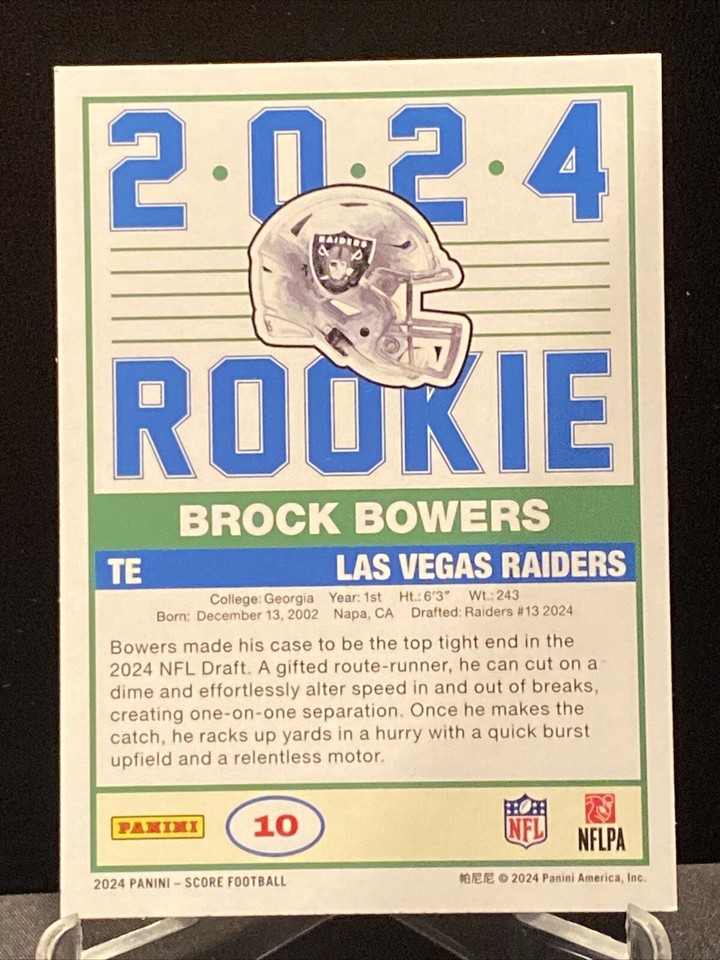 2·0·2·4
RAIDERS
ROOKIE
BROCK BOWERS
TE LAS VEGAS RAIDERS
College: Georgia Year: 1st Ht.: 6'3" Wt.: 243
Born: December 13, 2002 Napa, CA Drafted: Raiders #13 2024
Bowers made his case to be the top tight end in the
2024 NFL Draft. A gifted route-runner, he can cut on a
dime and effortlessly alter speed in and out of breaks,
creating one-on-one separation. Once he makes the
catch, he racks up yards in a hurry with a quick burst
upfield and a relentless motor.
PANINI 10 NFL NFLPA
2024 PANINI – SCORE FOOTBALL 帕尼尼 © 2024 Panini America, Inc.